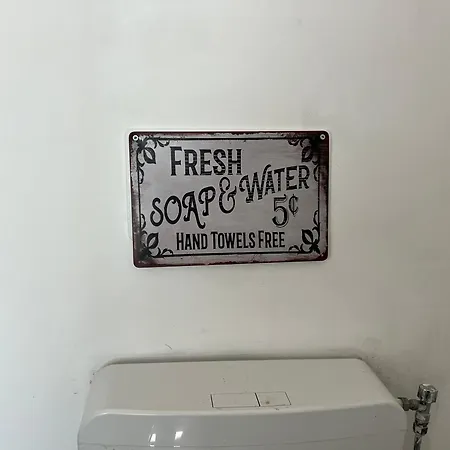 FRESH
SOAP & WATER
5¢
HAND TOWELS FREE